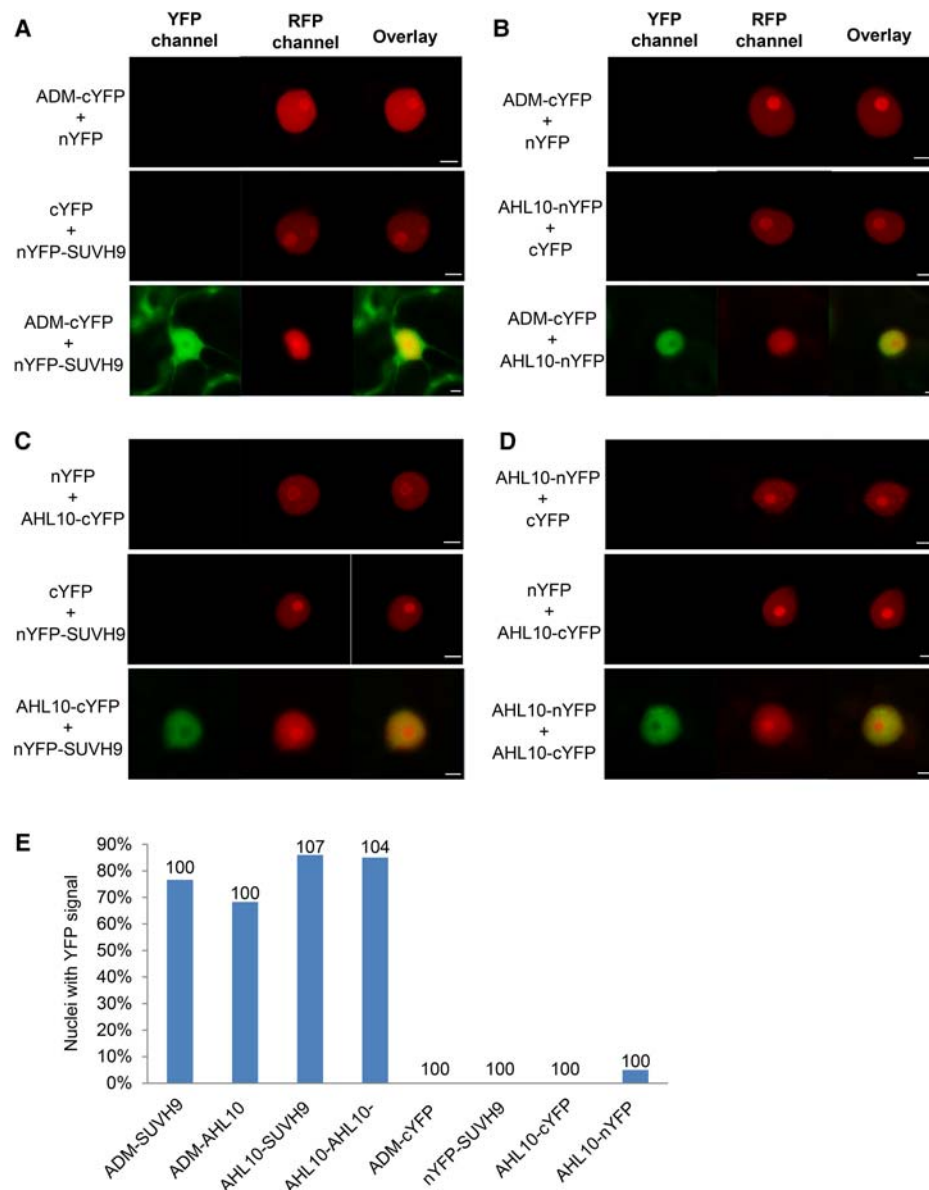 A
YFP channel
RFP channel
Overlay
ADM-cYFP
+
nYFP
cYFP
+
nYFP-SUVH9
ADM-cYFP
+
nYFP-SUVH9
B
YFP channel
RFP channel
Overlay
ADM-cYFP
+
nYFP
AHL10-nYFP
+
cYFP
ADM-cYFP
+
AHL10-nYFP
C
nYFP
+
AHL10-cYFP
cYFP
+
nYFP-SUVH9
AHL10-cYFP
+
nYFP-SUVH9
D
AHL10-nYFP
+
cYFP
nYFP
+
AHL10-cYFP
AHL10-nYFP
+
AHL10-cYFP
E
Nuclei with YFP signal
90%
80%
70%
60%
50%
40%
30%
20%
10%
0%
100
100
107
104
100
100
100
100
ADM-SUVH9
ADM-AHL10
AHL10-SUVH9
AHL10-AHL10-
ADM-cYFP
nYFP-SUVH9
AHL10-cYFP
AHL10-nYFP